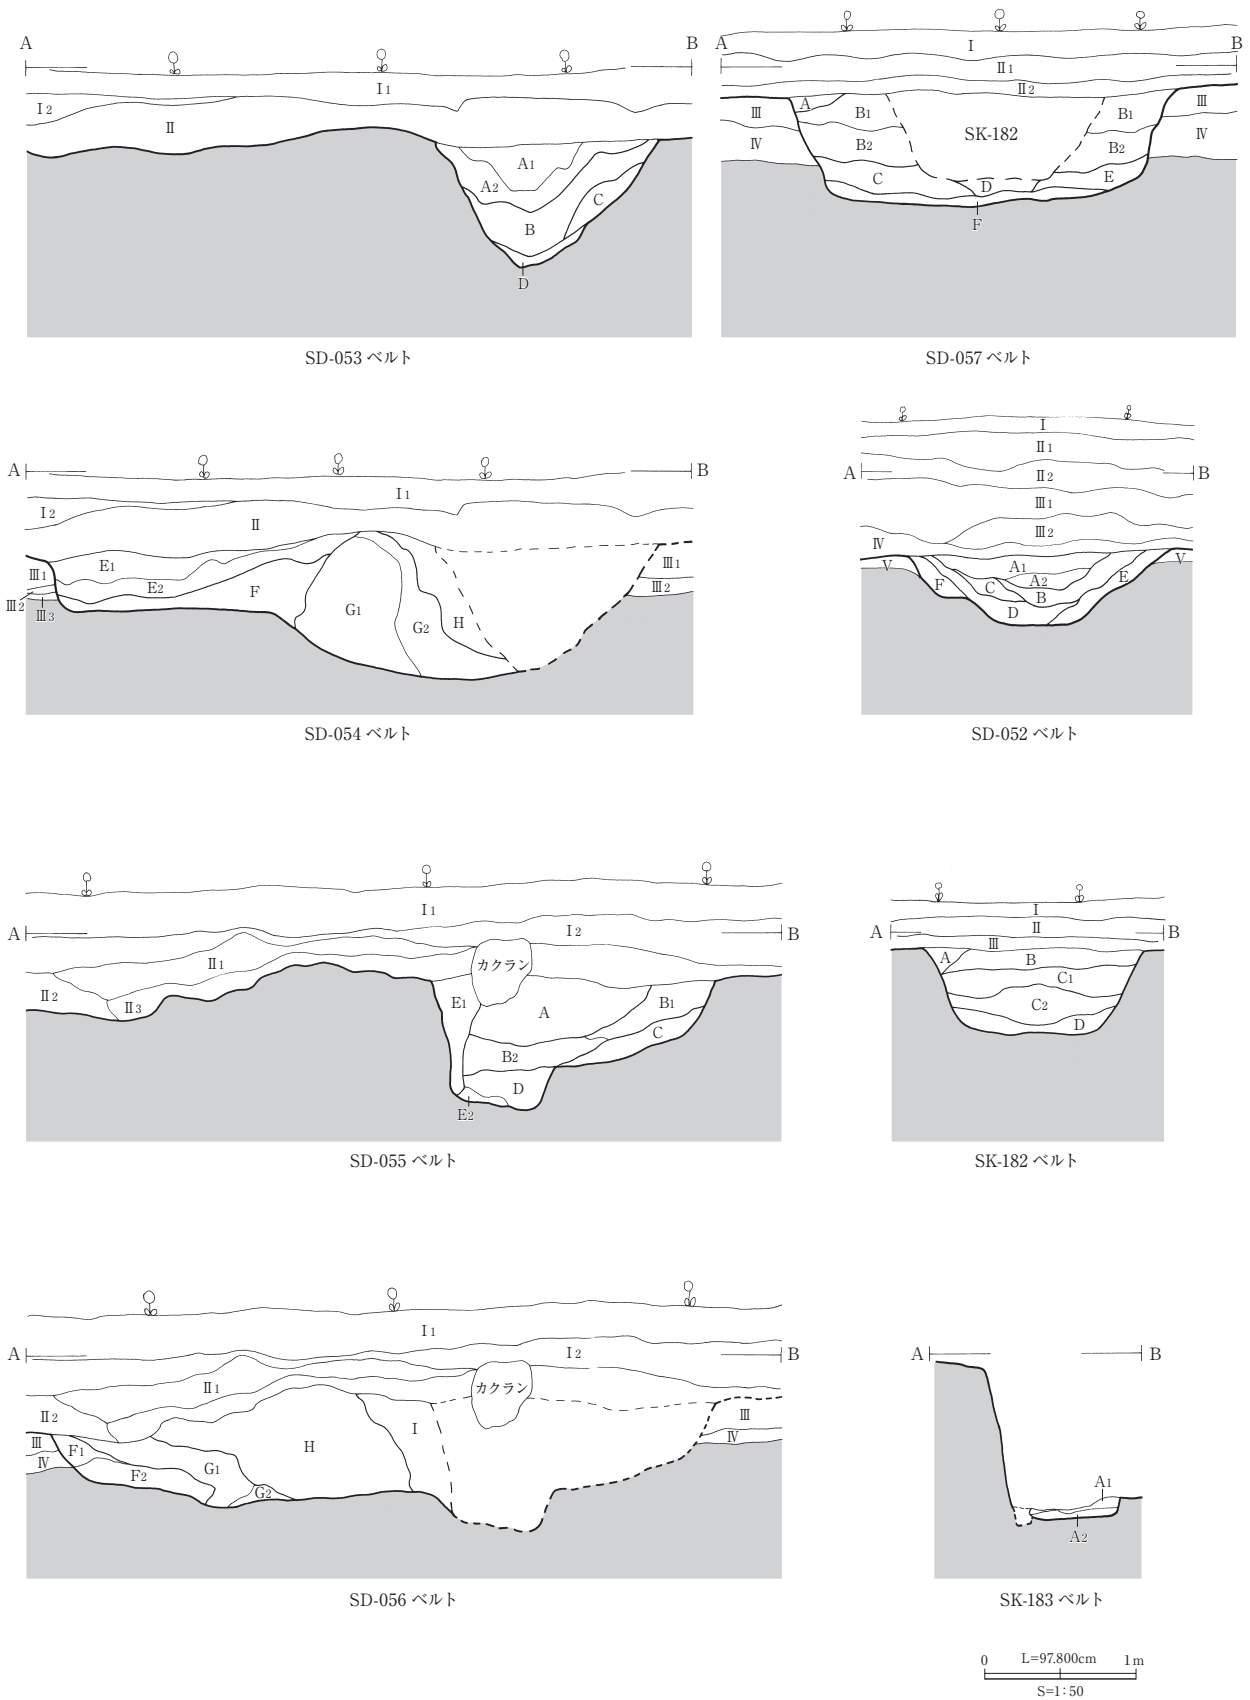 A
B
I1
I2
II
A1
A2
C
B
D
SD-053 ベルト
A
B
I
II1
II2
III
A
B1
SK-182
B1
III
IV
B2
B2
IV
C
D
E
F
SD-057 ベルト
A
B
I1
I2
II
III1
E1
III1
E2
F
III2
III2
III3
G1
G2
H
SD-054 ベルト
I
II1
A
B
II2
III1
IV
III2
V
A1
V
F
C
A2
E
B
D
SD-052 ベルト
I1
A
I2
B
II1
カクラン
II2
II3
E1
A
B1
C
B2
D
E2
SD-055 ベルト
I
A
II
B
III
A
B
C1
C2
D
SK-182 ベルト
I1
A
I2
B
II1
カクラン
II2
III
F1
H
I
III
IV
F2
G1
IV
G2
SD-056 ベルト
A
B
A1
A2
SK-183 ベルト
0 L=97.800cm 1m
S=1:50